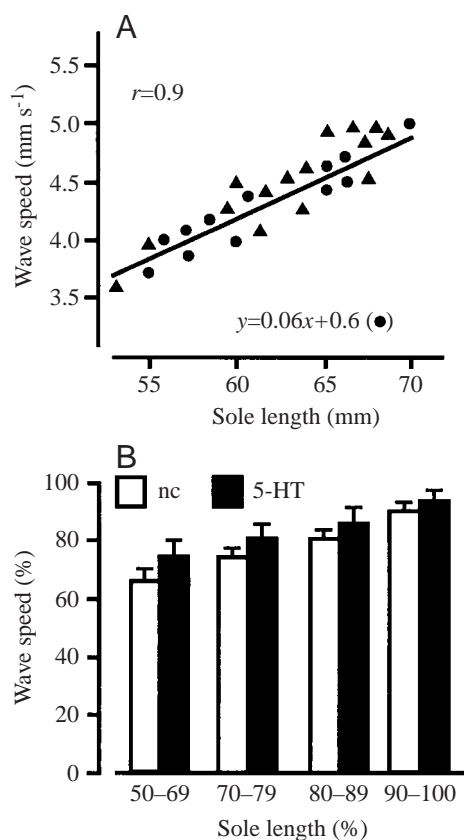 A
Wave speed (mm s⁻¹)
5.5
5.0
4.5
4.0
3.5
r=0.9
y=0.06x+0.6 (●)
55 60 65 70
Sole length (mm)
B
Wave speed (%)
100
80
60
40
20
0
nc 5-HT
50–69 70–79 80–89 90–100
Sole length (%)